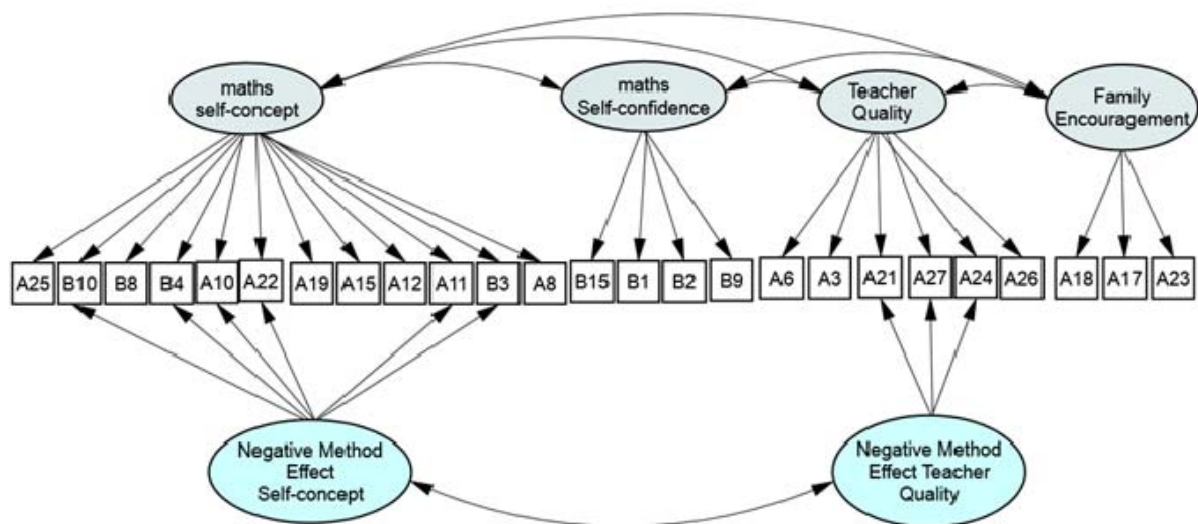 maths
self-concept
maths
Self-confidence
Teacher
Quality
Family
Encouragement
A25 B10 B8 B4 A10 A22 A19 A15 A12 A11 B3 A8 B15 B1 B2 B9 A6 A3 A21 A27 A24 A26 A18 A17 A23
Negative Method
Effect
Self-concept
Negative Method
Effect Teacher
Quality